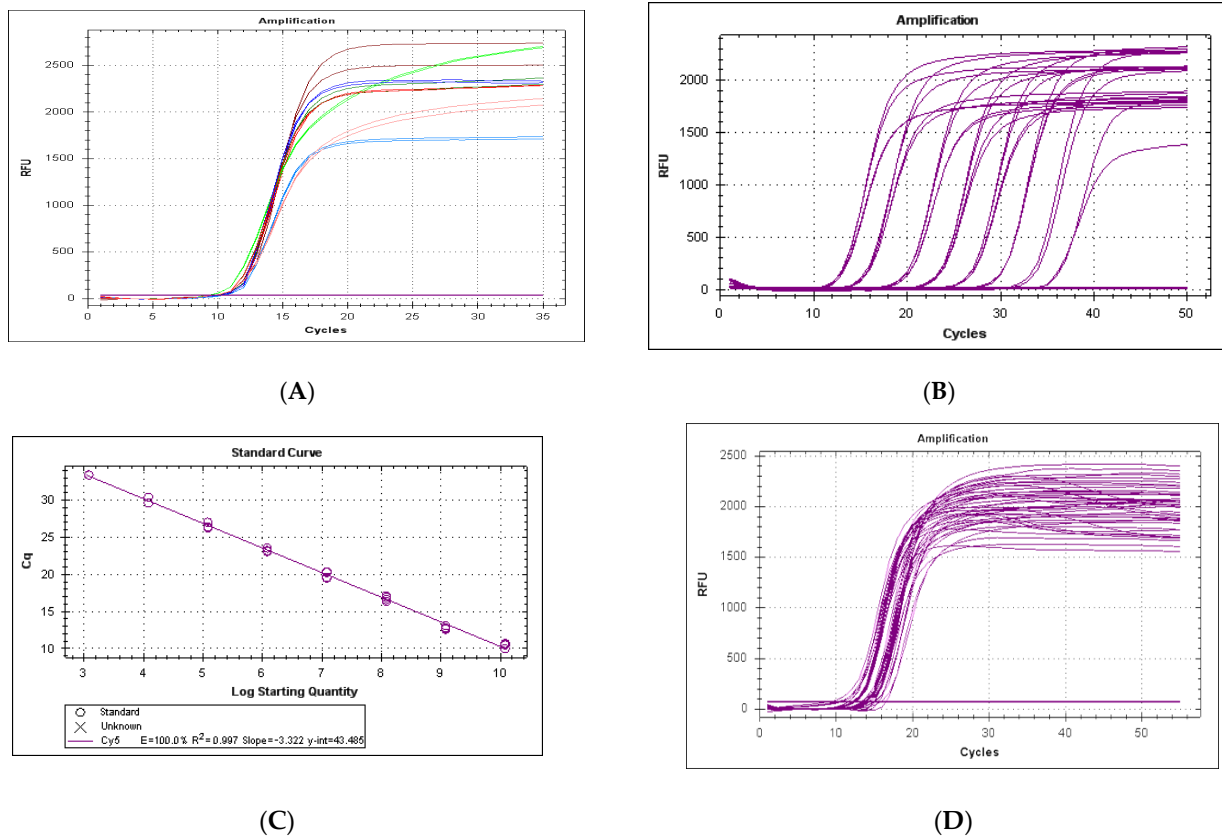 Amplification
RFU
2500
2000
1500
1000
500
0
0 5 10 15 20 25 30 35
Cycles
(A)
Amplification
RFU
2000
1500
1000
500
0
0 10 20 30 40 50
Cycles
(B)
Standard Curve
Cq
30
25
20
15
10
3 4 5 6 7 8 9 10
Log Starting Quantity
Standard
Unknown
Cy5 E=100.0% R²=0.997 Slope=-3.322 y-int=43.485
(C)
Amplification
RFU
2500
2000
1500
1000
500
0
0 10 20 30 40 50
Cycles
(D)